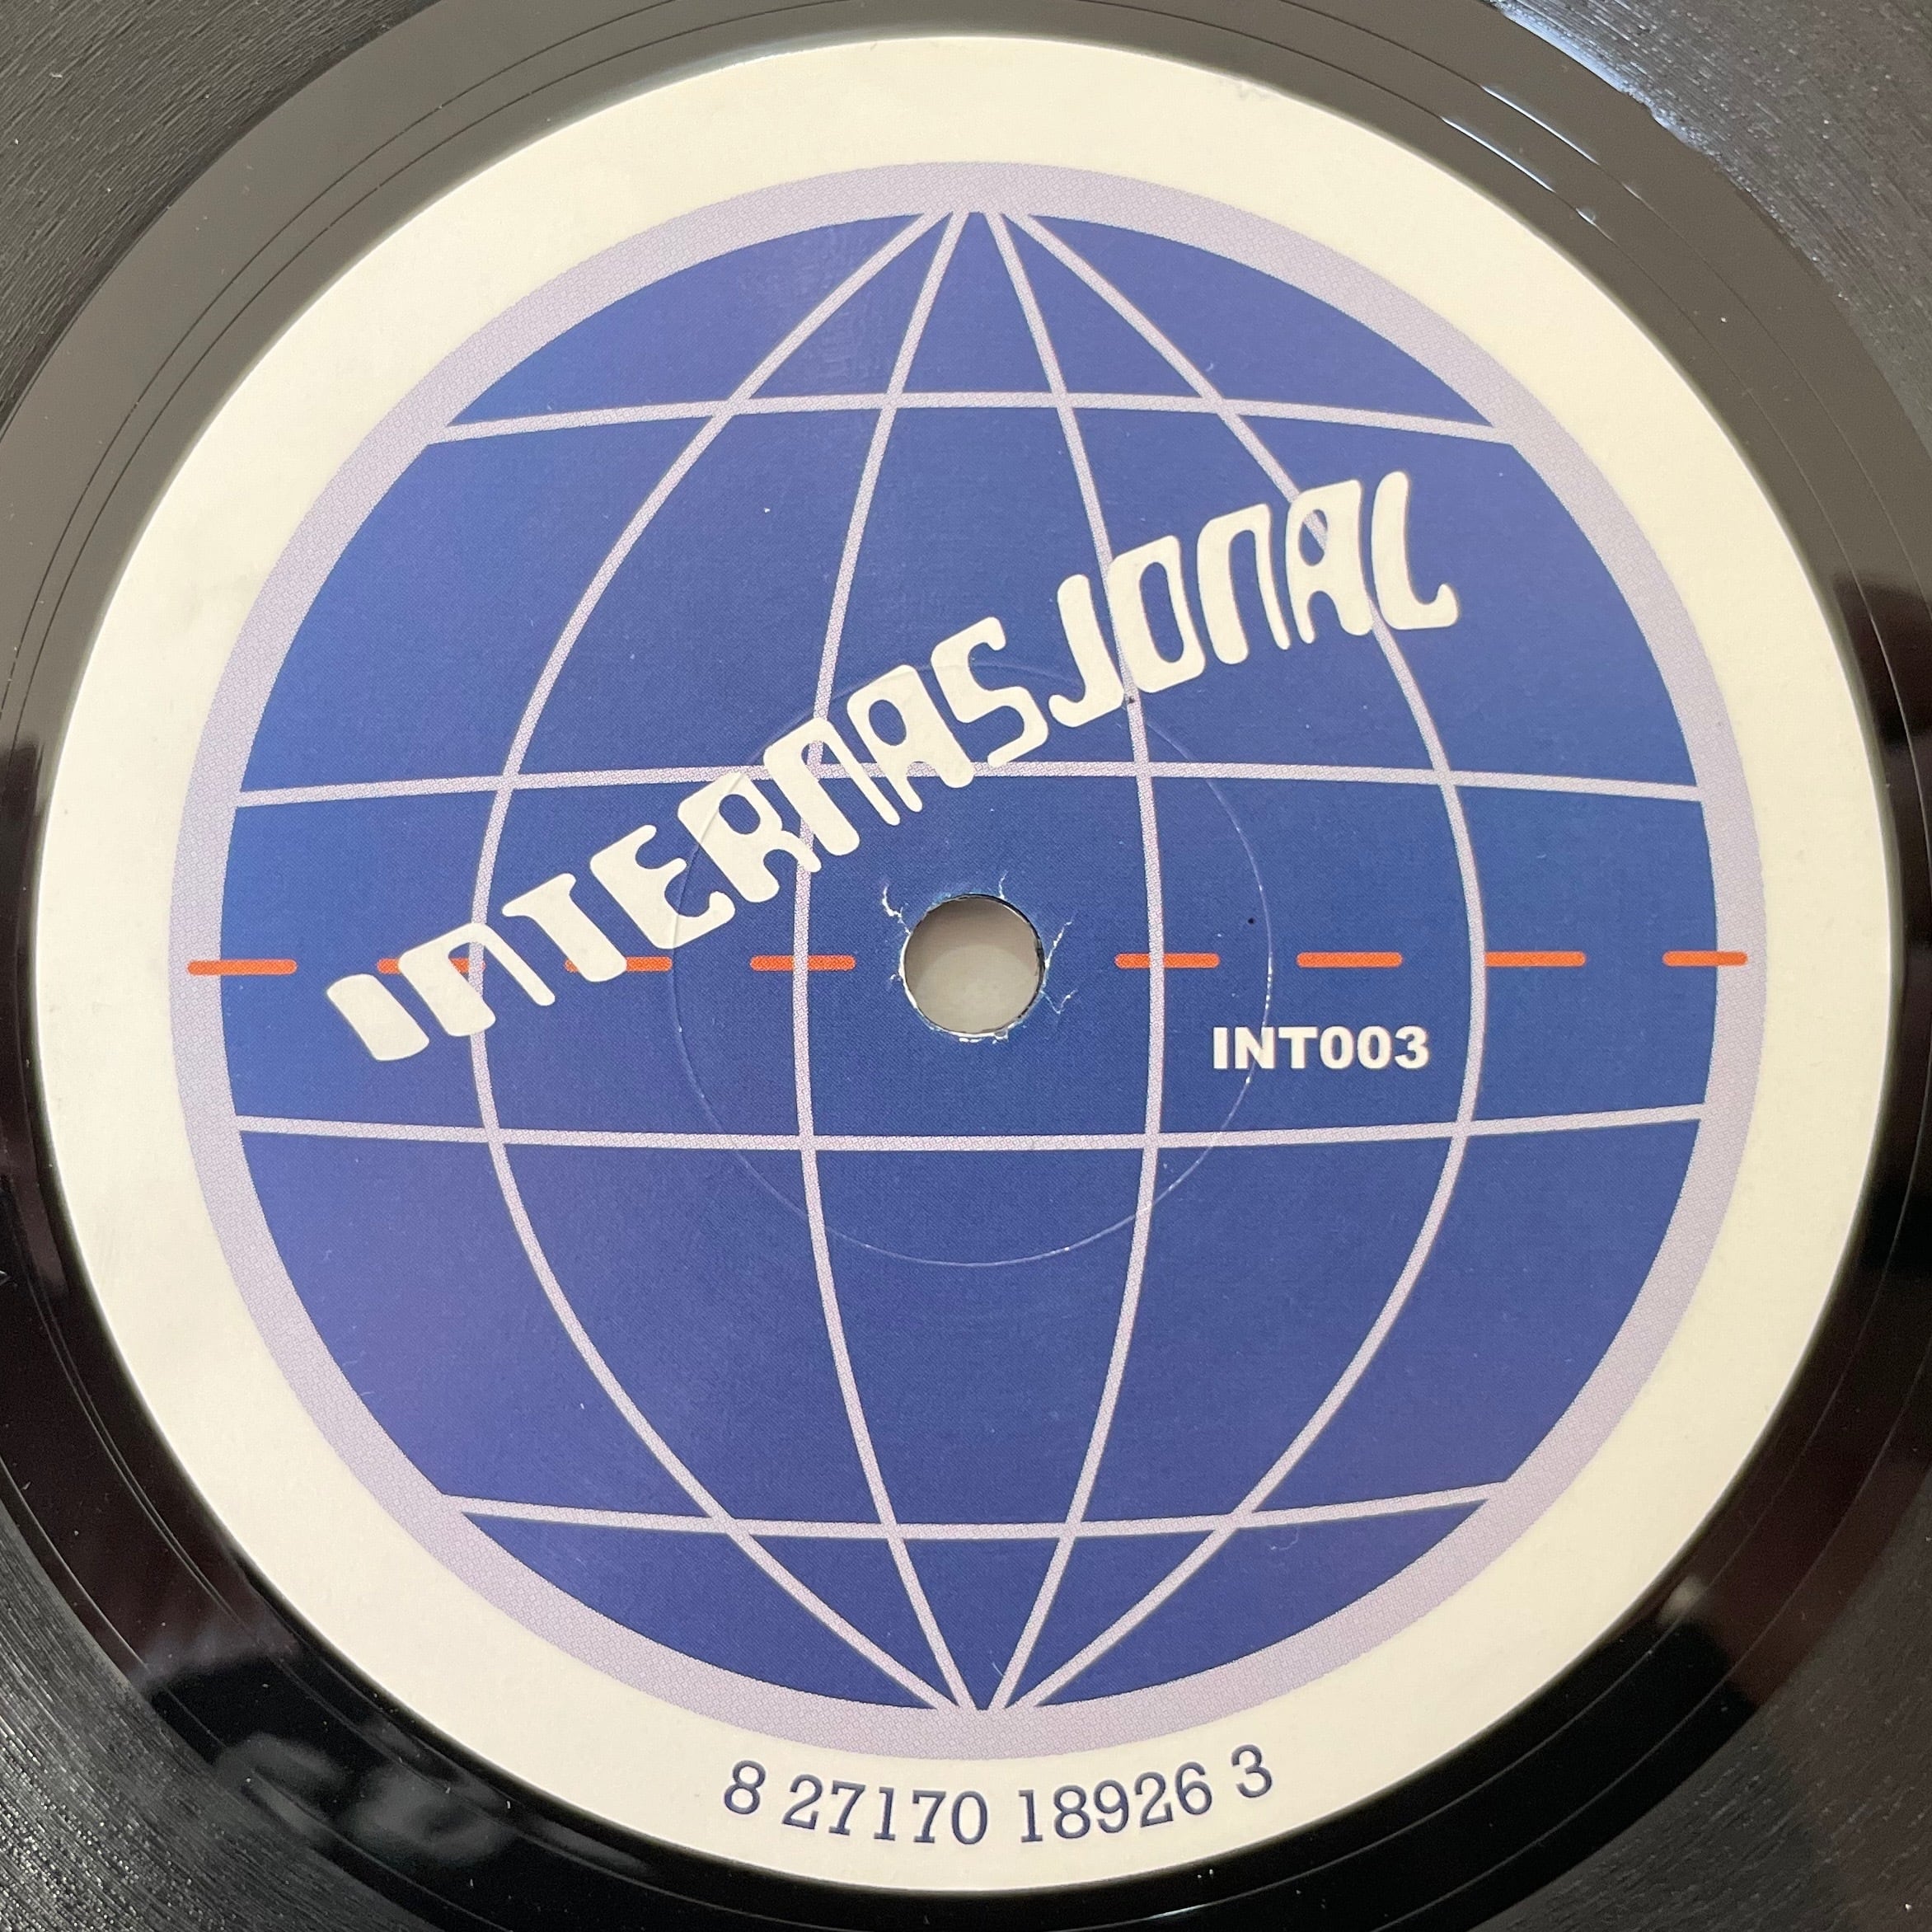 INTERNASJONAL
INT003
8 27170 18926 3